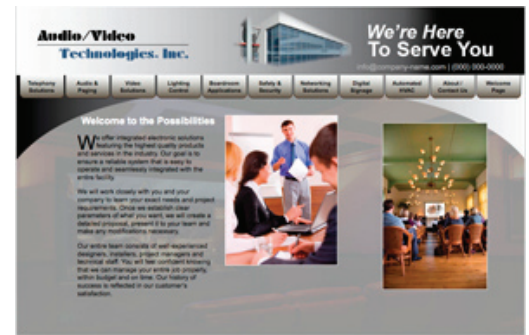 Audio/Video
Technologies, Inc.
We're Here
To Serve You
info@company-name.com | (000) 000-0000
Telephony Solutions
Audio & Paging
Video Solutions
Lighting Control
Boardroom Applications
Safety & Security
Networking Solutions
Digital Signage
Automated HVAC
About / Contact Us
Welcome Page
Welcome to the Possibilities
We offer integrated electronic solutions
featuring the highest quality products
and services in the industry. Our goal is to
ensure a reliable system that is easy to
operate and seamlessly integrated with the
entire facility.
We will work closely with you and your
company to learn your exact needs and project
requirements. Once we establish clear
parameters of what you want, we will create a
detailed proposal, present it to your team and
make any modifications necessary.
Our entire team consists of well-experienced
designers, installers, project managers and
technical staff. You will feel confident knowing
that we can manage your entire job properly,
within budget and on time. Our history of
success is reflected in our customer's
satisfaction.